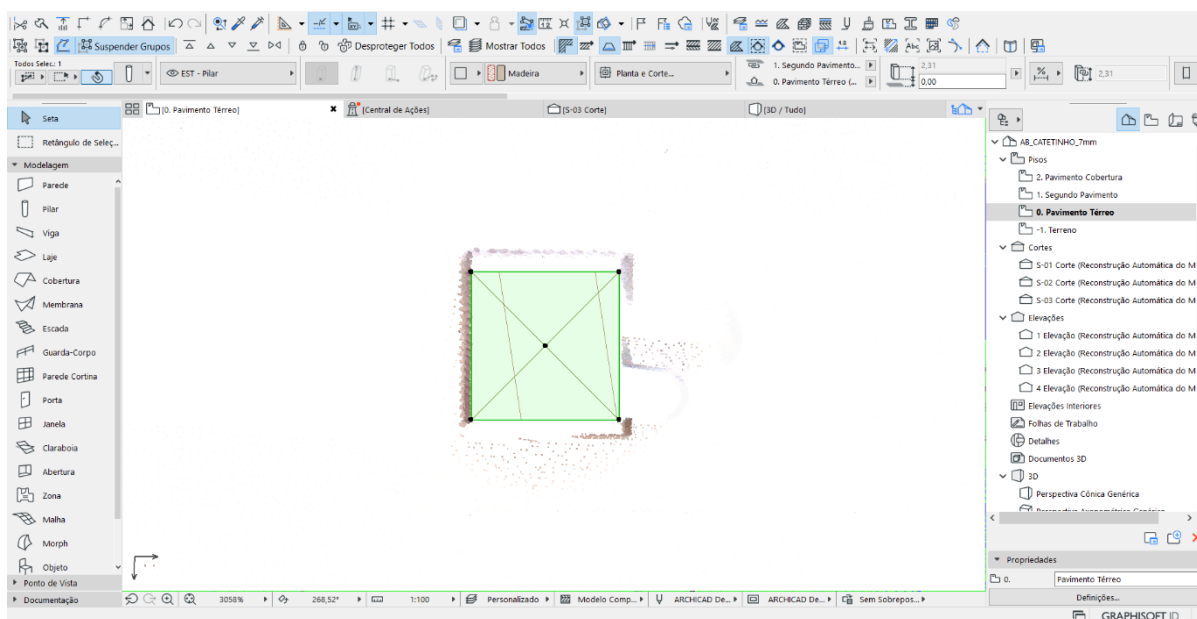 Suspender Grupos
Desproteger Todos
Mostrar Todos
Todos Selec.: 1
EST - Pilar
Madeira
Planta e Corte...
1. Segundo Pavimento...
0. Pavimento Térreo (...
2,31
0,00
2,31
[0. Pavimento Térreo]
[Central de Ações]
[S-03 Corte]
[3D / Tudo]
Seta
Retângulo de Seleç...
Modelagem
Parede
Pilar
Viga
Laje
Cobertura
Membrana
Escada
Guarda-Corpo
Parede Cortina
Porta
Janela
Claraboia
Abertura
Zona
Malha
Morph
Objeto
Ponto de Vista
Documentação
3058%
268,52°
1:100
Personalizado
Modelo Comp...
ARCHICAD De...
ARCHICAD De...
Sem Sobrepos...
AB_CATETINHO_7mm
Pisos
2. Pavimento Cobertura
1. Segundo Pavimento
0. Pavimento Térreo
-1. Terreno
Cortes
S-01 Corte (Reconstrução Automática do M
S-02 Corte (Reconstrução Automática do M
S-03 Corte (Reconstrução Automática do M
Elevações
1 Elevação (Reconstrução Automática do M
2 Elevação (Reconstrução Automática do M
3 Elevação (Reconstrução Automática do M
4 Elevação (Reconstrução Automática do M
Elevações Interiores
Folhas de Trabalho
Detalhes
Documentos 3D
3D
Perspectiva Cônica Genérica
Perspectiva Axonométrica Genérica
Propriedades
0.
Pavimento Térreo
Definições...
GRAPHISOFT ID